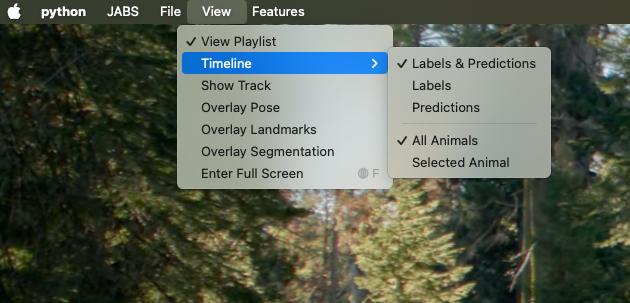 python JABS File View Features
✓ View Playlist
Timeline >
Show Track
Overlay Pose
Overlay Landmarks
Overlay Segmentation
Enter Full Screen F
✓ Labels & Predictions
Labels
Predictions
✓ All Animals
Selected Animal